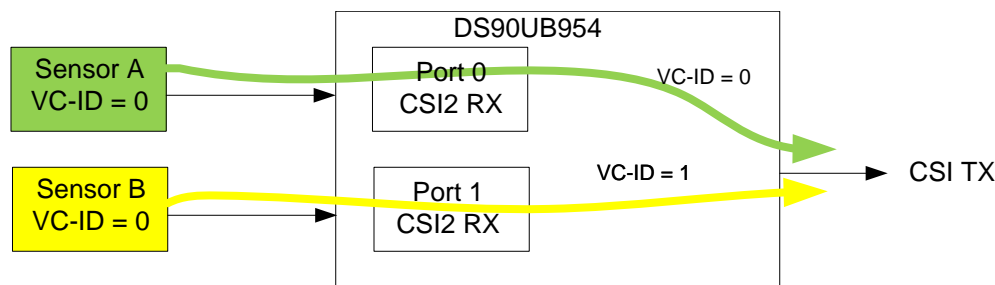 DS90UB954
Sensor A
VC-ID = 0
Port 0
CSI2 RX
VC-ID = 0
Sensor B
VC-ID = 0
Port 1
CSI2 RX
VC-ID = 1
CSI TX